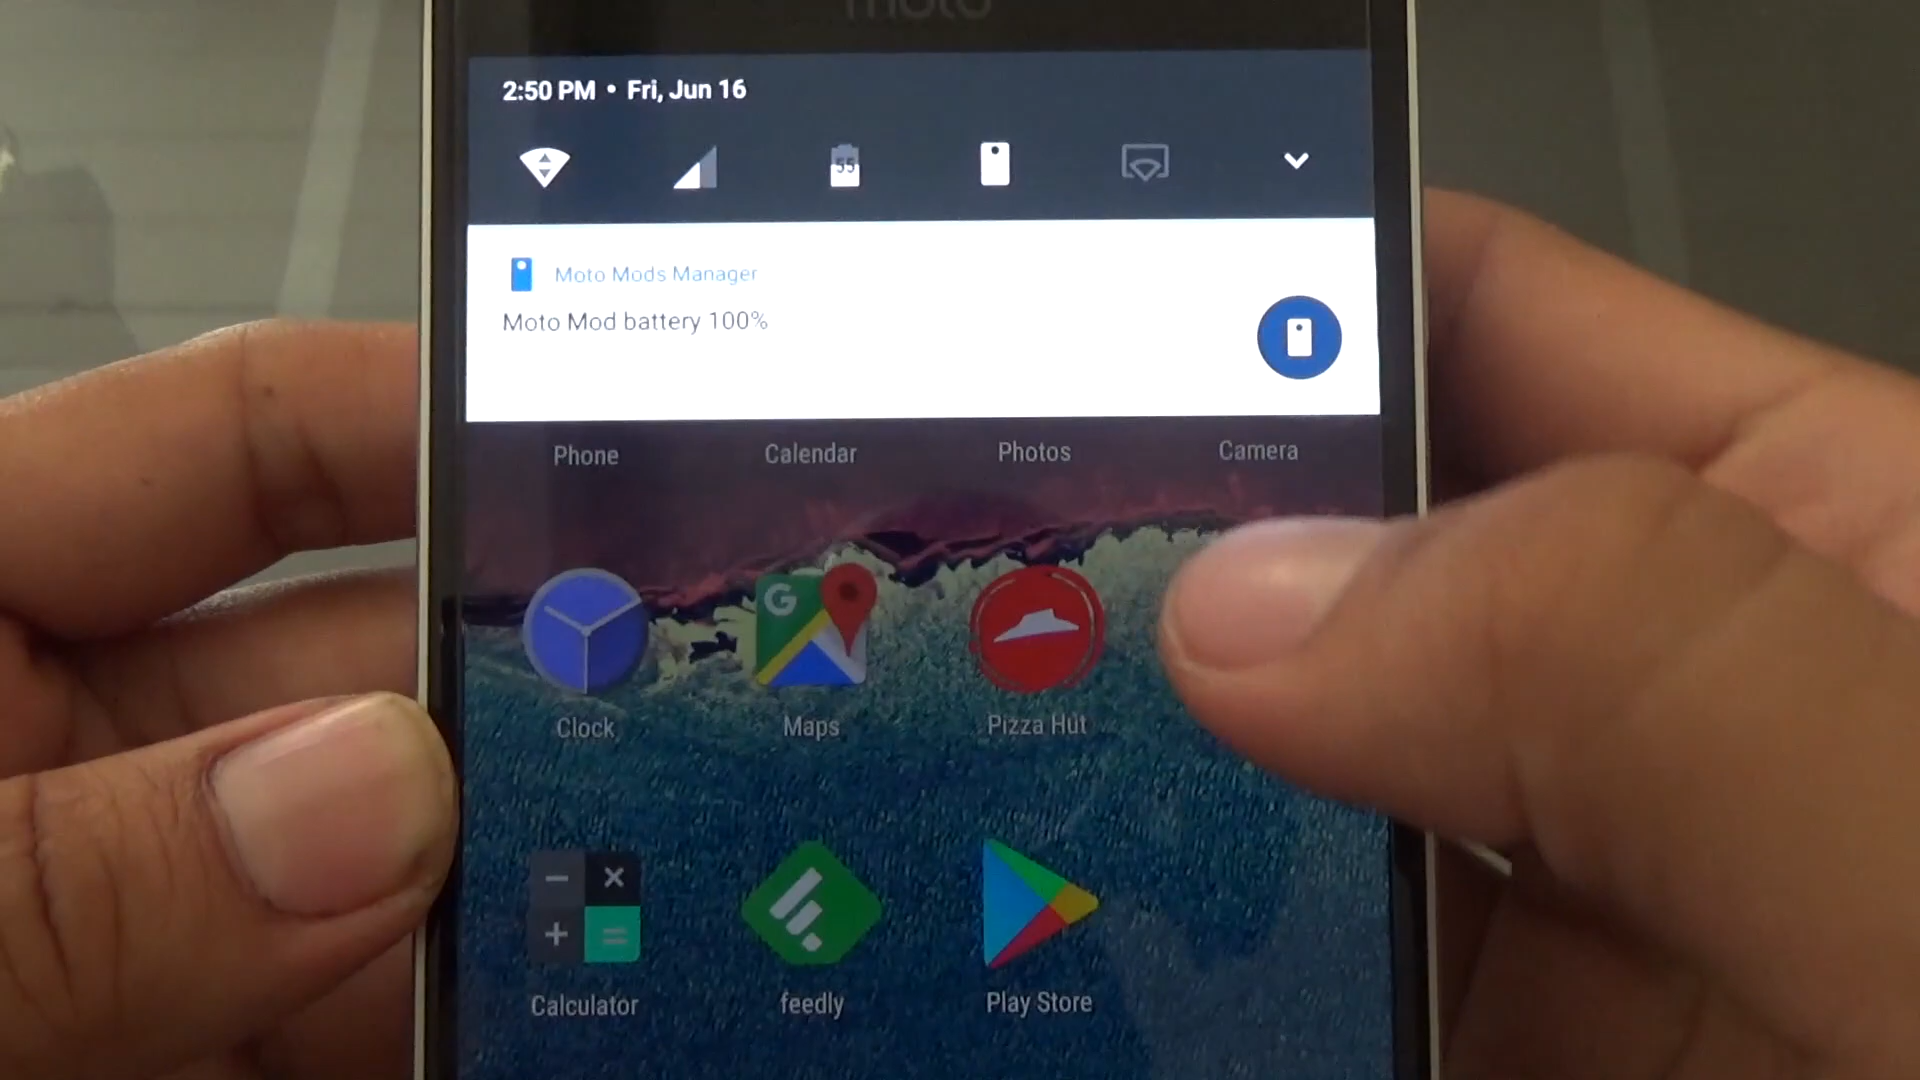 moto
2:50 PM • Fri, Jun 16
55
Moto Mods Manager
Moto Mod battery 100%
Phone Calendar Photos Camera
G
Clock Maps Pizza Hut
Calculator feedly Play Store